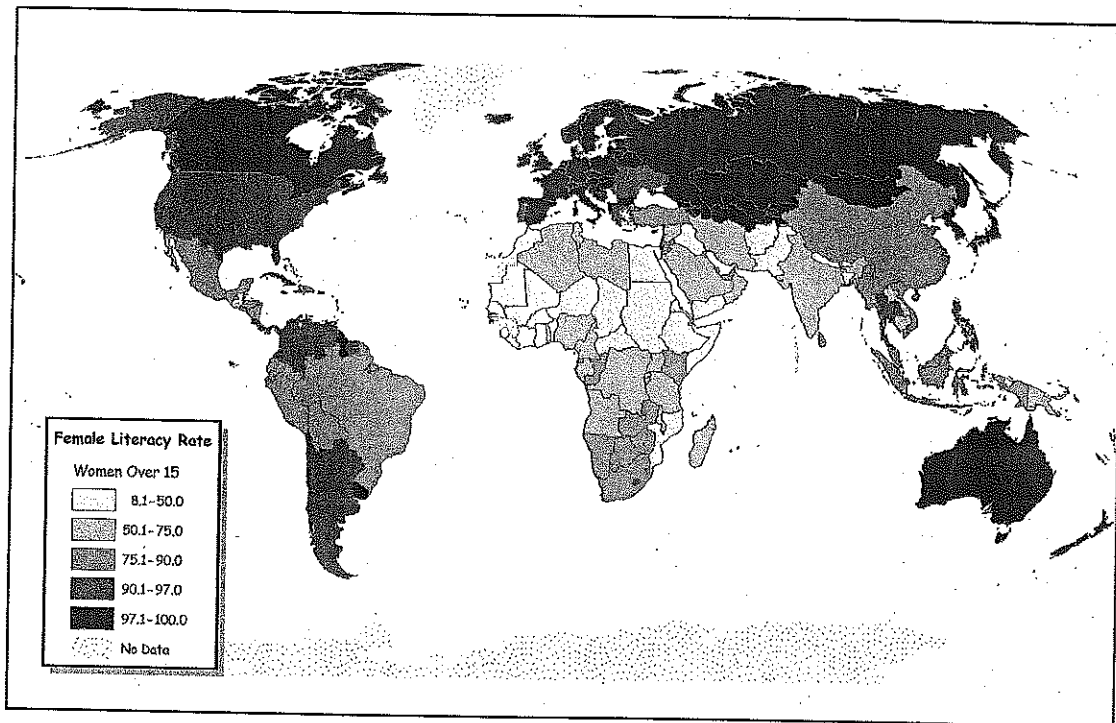 Female Literacy Rate
Women Over 15
8.1-50.0
50.1-75.0
75.1-90.0
90.1-97.0
97.1-100.0
No Data